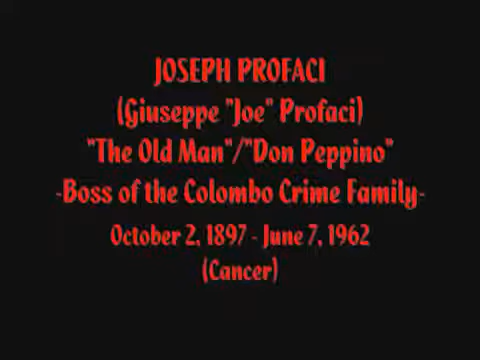 JOSEPH PROFACI
(Giuseppe "Joe" Profaci)
"The Old Man"/"Don Peppino"
-Boss of the Colombo Crime Family-
October 2, 1897 - June 7, 1962
(Cancer)